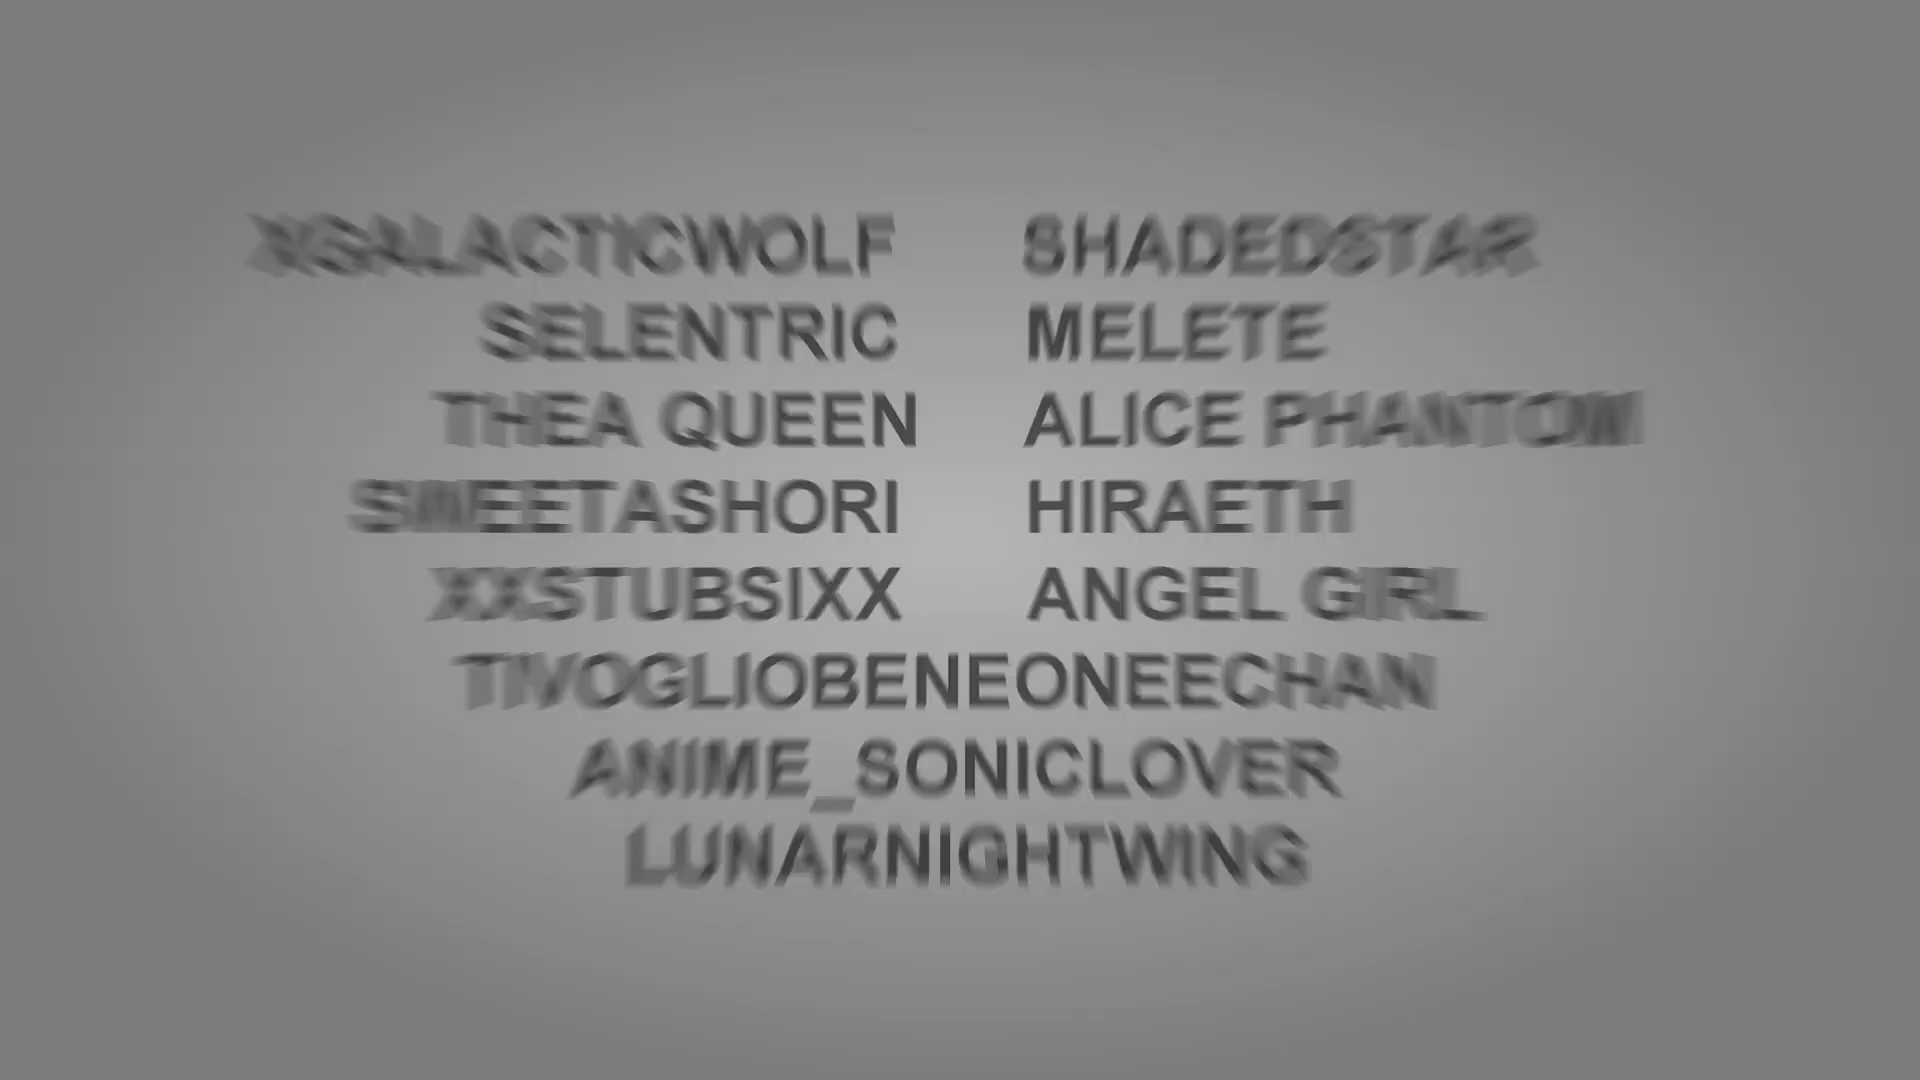 XGALACTICWOLF SHADEDSTAR
SELENTRIC MELETE
THEA QUEEN ALICE PHANTOM
SWEETASHORI HIRAETH
XXSTUBSIXX ANGEL GIRL
TIVOGLIOBENEONEECHAN
ANIME_SONICLOVER
LUNARNIGHTWING